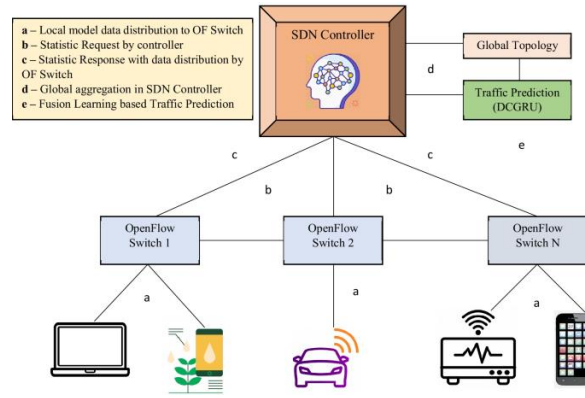 a – Local model data distribution to OF Switch
b – Statistic Request by controller
c – Statistic Response with data distribution by
OF Switch
d – Global aggregation in SDN Controller
e – Fusion Learning based Traffic Prediction
SDN Controller
Global Topology
d
Traffic Prediction
(DCGRU)
e
c
c
b
b
OpenFlow
Switch 1
OpenFlow
Switch 2
OpenFlow
Switch N
a
a
a